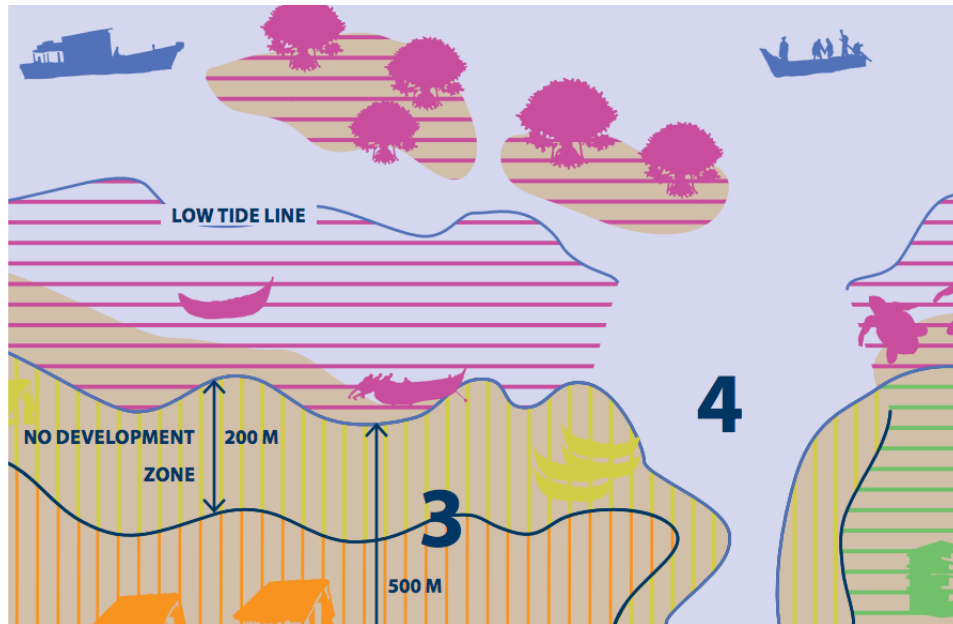 LOW TIDE LINE
4
NO DEVELOPMENT
ZONE
200 M
3
500 M